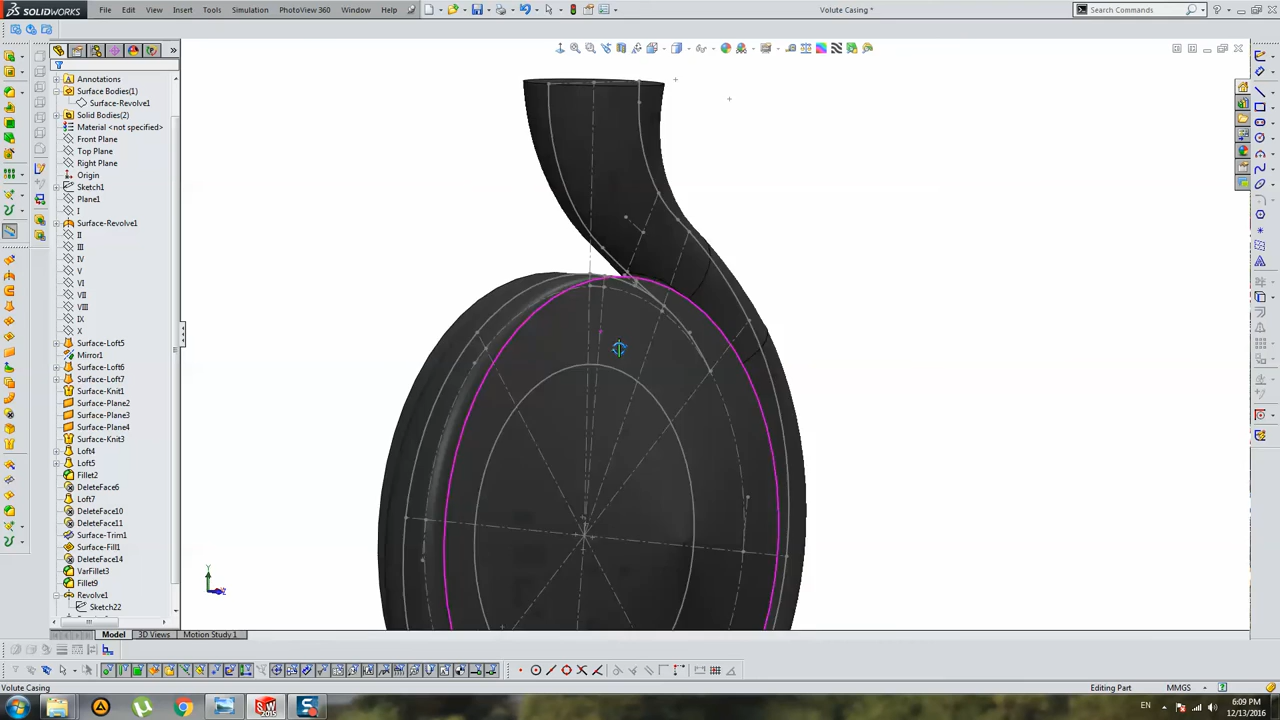 SOLIDWORKS File Edit View Insert Tools Simulation PhotoView 360 Window Help Volute Casing * Search Commands
Annotations
Surface Bodies(1)
Surface-Revolve1
Solid Bodies(2)
Material <not specified>
Front Plane
Top Plane
Right Plane
Origin
Sketch1
Plane1
I
Surface-Revolve1
II
III
IV
V
VI
VII
VIII
IX
X
Surface-Loft5
Mirror1
Surface-Loft6
Surface-Loft7
Surface-Knit1
Surface-Plane2
Surface-Plane3
Surface-Plane4
Surface-Knit3
Loft4
Loft5
Fillet2
DeleteFace6
Loft7
DeleteFace10
DeleteFace11
Surface-Trim1
Surface-Fill1
DeleteFace14
VarFillet3
Fillet9
Revolve1
Sketch22
Y
Model 3D Views Motion Study 1
Volute Casing Editing Part MMGS
SW
2015
S
EN
6:09 PM
12/13/2016